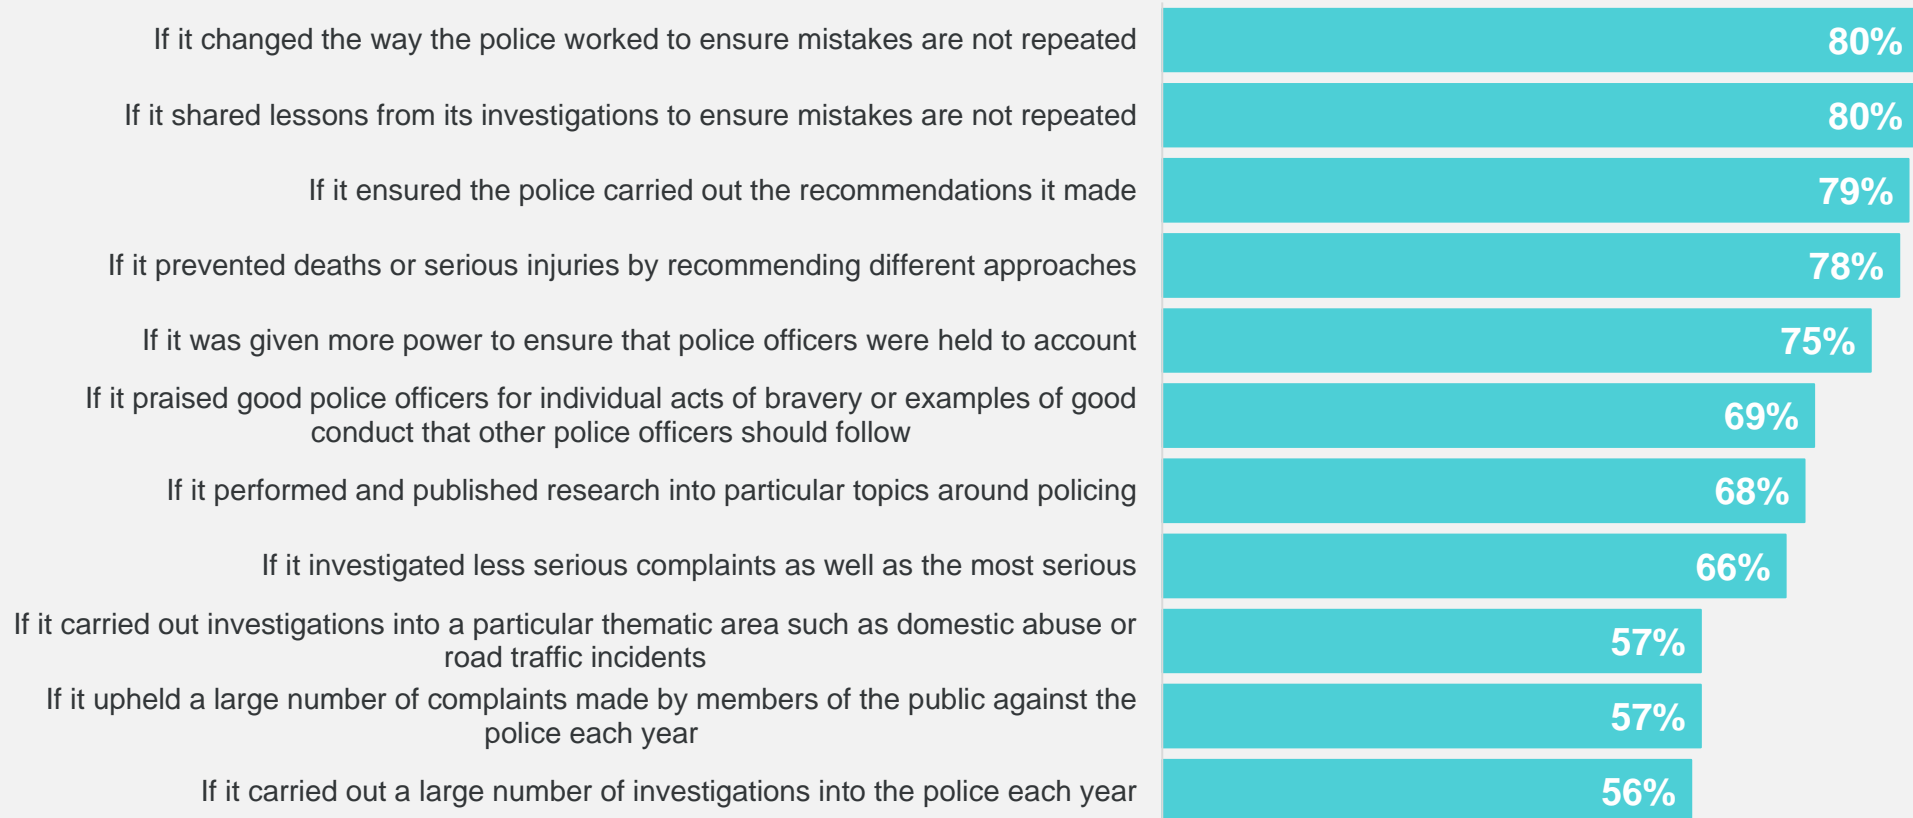 If it changed the way the police worked to ensure mistakes are not repeated
80%
If it shared lessons from its investigations to ensure mistakes are not repeated
80%
If it ensured the police carried out the recommendations it made
79%
If it prevented deaths or serious injuries by recommending different approaches
78%
If it was given more power to ensure that police officers were held to account
75%
If it praised good police officers for individual acts of bravery or examples of good
conduct that other police officers should follow
69%
If it performed and published research into particular topics around policing
68%
If it investigated less serious complaints as well as the most serious
66%
If it carried out investigations into a particular thematic area such as domestic abuse or
road traffic incidents
57%
If it upheld a large number of complaints made by members of the public against the
police each year
57%
If it carried out a large number of investigations into the police each year
56%